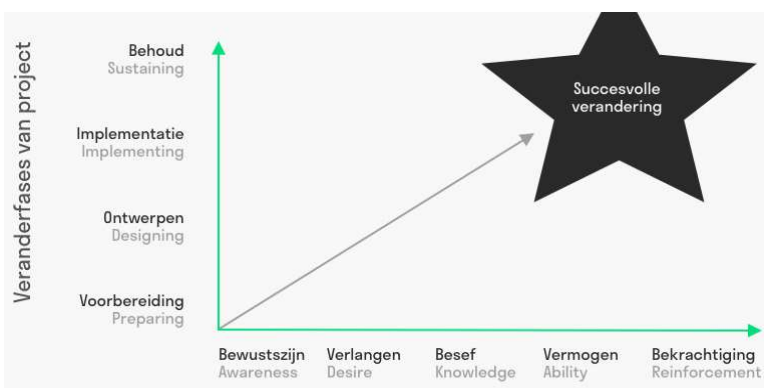 Veranderfases van project
Behoud
Sustaining
Implementatie
Implementing
Ontwerpen
Designing
Voorbereiding
Preparing
Succesvolle
verandering
Bewustszijn
Awareness
Verlangen
Desire
Besef
Knowledge
Vermogen
Ability
Bekrachtiging
Reinforcement